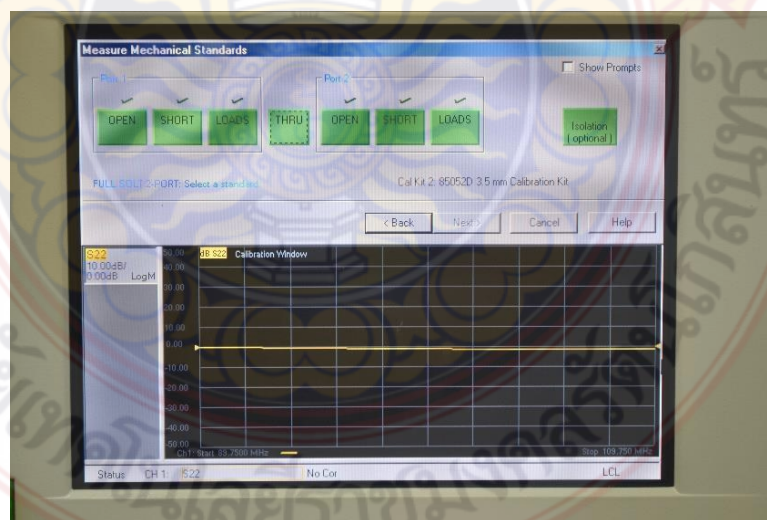 Measure Mechanical Standards
Show Prompts
Port 1
Port 2
OPEN SHORT LOADS THRU OPEN SHORT LOADS
Isolation
( optional )
FULL SOLT 2-PORT: Select a standard
Cal Kit 2: 85052D 3.5 mm Calibration Kit
< Back Next > Cancel Help
S22
10.00dB/
0.00dB LogM
dB S22 Calibration Window
50.00
40.00
30.00
20.00
10.00
0.00
-10.00
-20.00
-30.00
-40.00
-50.00
Ch1: Start 89.7500 MHz
Stop 109.750 MHz
Status CH 1: S22 No Cor LCL